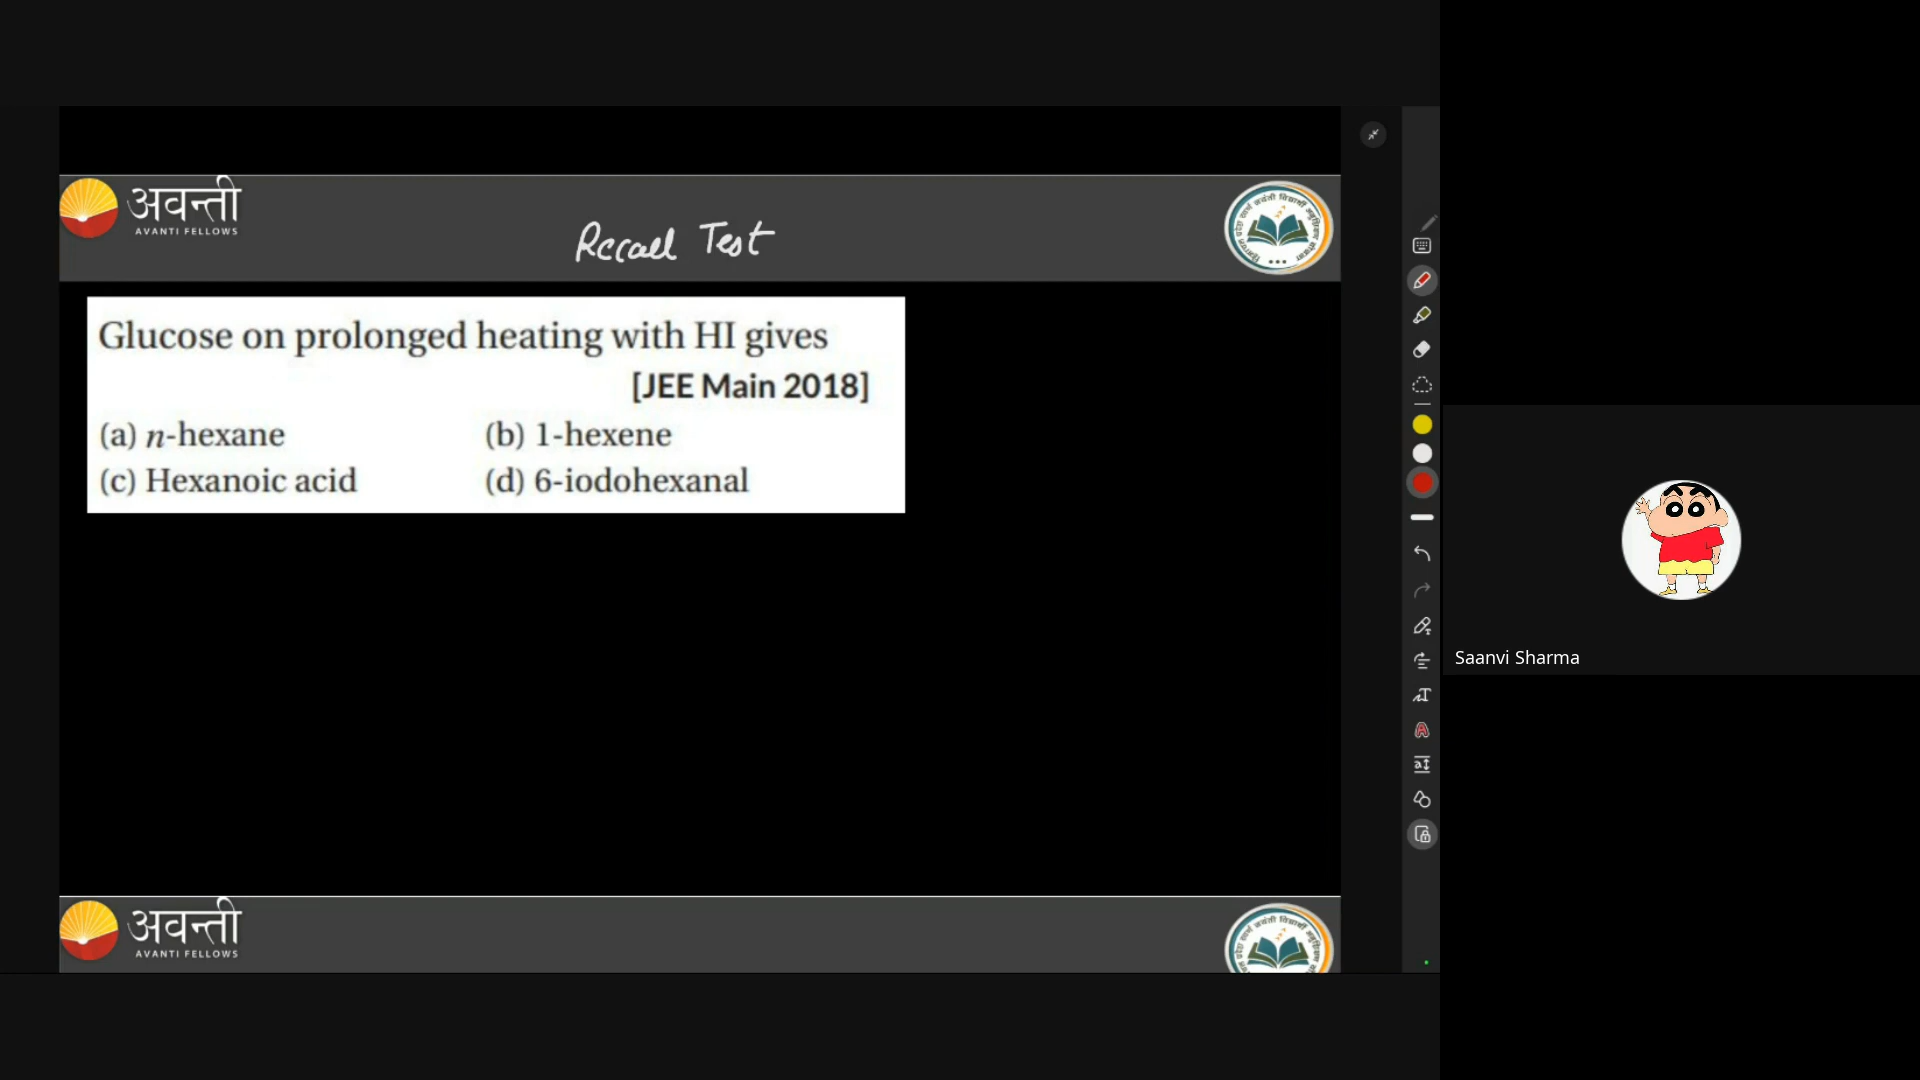 अवन्ती
AVANTI FELLOWS
Recall Test
Glucose on prolonged heating with HI gives
[JEE Main 2018]
(a) n-hexane (b) 1-hexene
(c) Hexanoic acid (d) 6-iodohexanal
Saanvi Sharma
अवन्ती
AVANTI FELLOWS